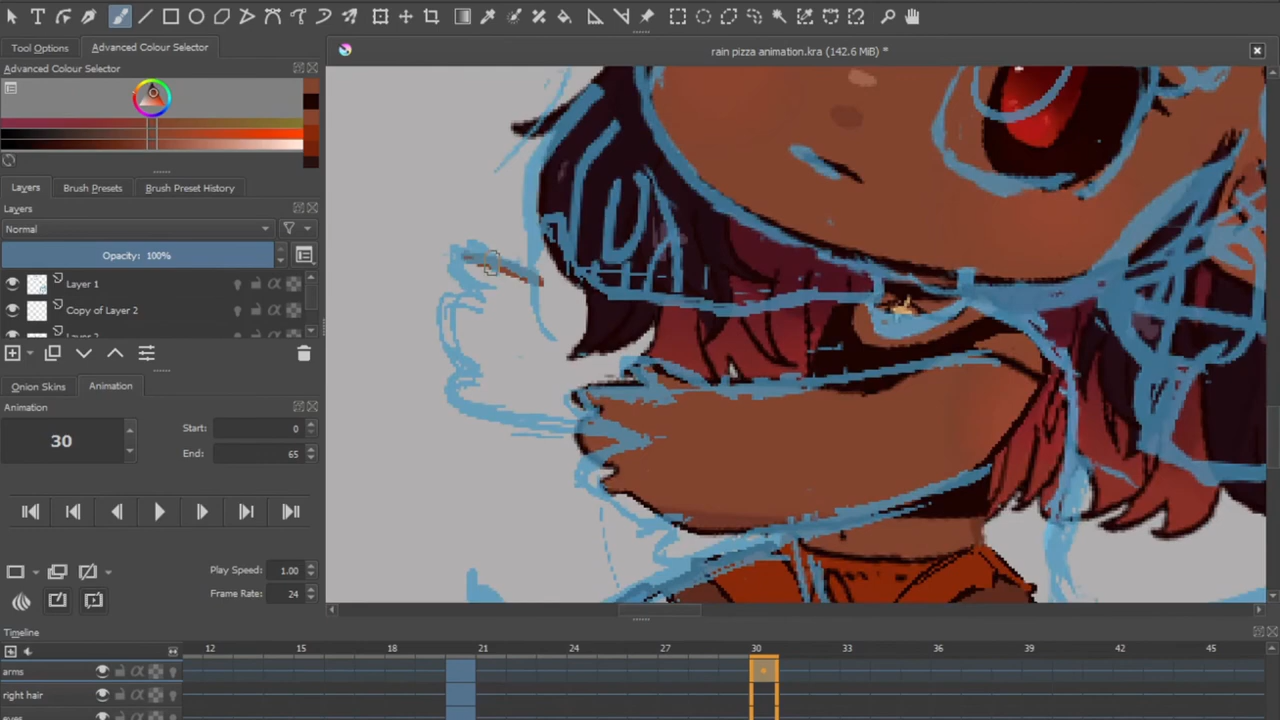 Tool Options
Advanced Colour Selector
rain pizza animation.kra (142.6 MiB) *
Advanced Colour Selector
Layers
Brush Presets
Brush Preset History
Layers
Normal
Opacity: 100%
Layer 1
Copy of Layer 2
Onion Skins
Animation
Animation
30
Start:
0
End:
65
Play Speed:
1.00
Frame Rate:
24
Timeline
12
15
18
21
24
27
30
33
36
39
42
45
arms
right hair